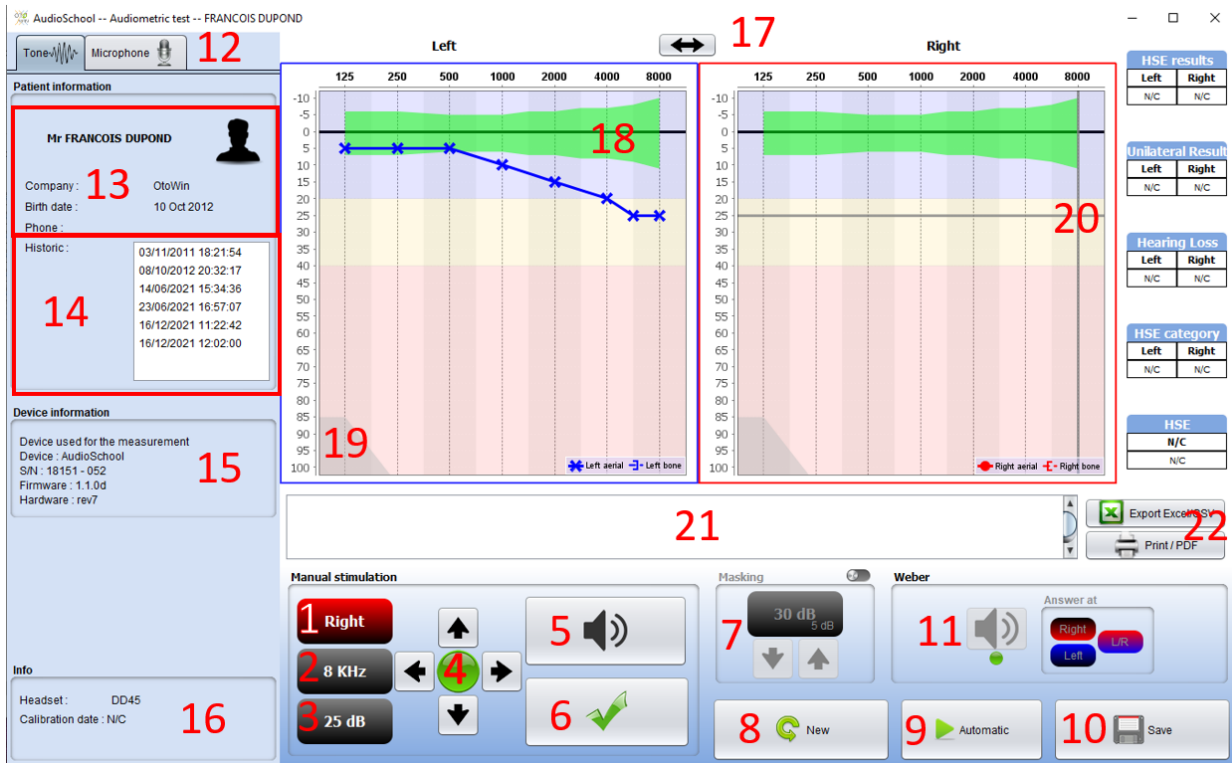 AudioSchool -- Audiometric test -- FRANCOIS DUPOND
Tone
Microphone
12
Left
17
Right
Patient information
Mr FRANCOIS DUPOND
13
Company :
OtoWin
Birth date :
10 Oct 2012
Phone :
Historic :
14
03/11/2011 18:21:54
08/10/2012 20:32:17
14/06/2021 15:34:36
23/06/2021 16:57:07
16/12/2021 11:22:42
16/12/2021 12:02:00
Device information
Device used for the measurement
Device : AudioSchool
S/N : 18151 - 052
Firmware : 1.1.0d
Hardware : rev7
15
Info
Headset : DD45
Calibration date : N/C
16
125 250 500 1000 2000 4000 8000
-10
-5
0
5
10
15
20
25
30
35
40
45
50
55
60
65
70
75
80
85
90
95
100
18
19
Left aerial Left bone
125 250 500 1000 2000 4000 8000
-10
-5
0
5
10
15
20
25
30
35
40
45
50
55
60
65
70
75
80
85
90
95
100
20
Right aerial Right bone
HSE results
Left Right
N/C N/C
Unilateral Result
Left Right
N/C N/C
Hearing Loss
Left Right
N/C N/C
HSE category
Left Right
N/C N/C
HSE
N/C
N/C
21
Export Excel/CSV
22
Print / PDF
Manual stimulation
1 Right
2 8 KHz
3 25 dB
4
5
6
Masking
7
30 dB
5 dB
Weber
11
Answer at
Right
L/R
Left
8 New
9 Automatic
10 Save